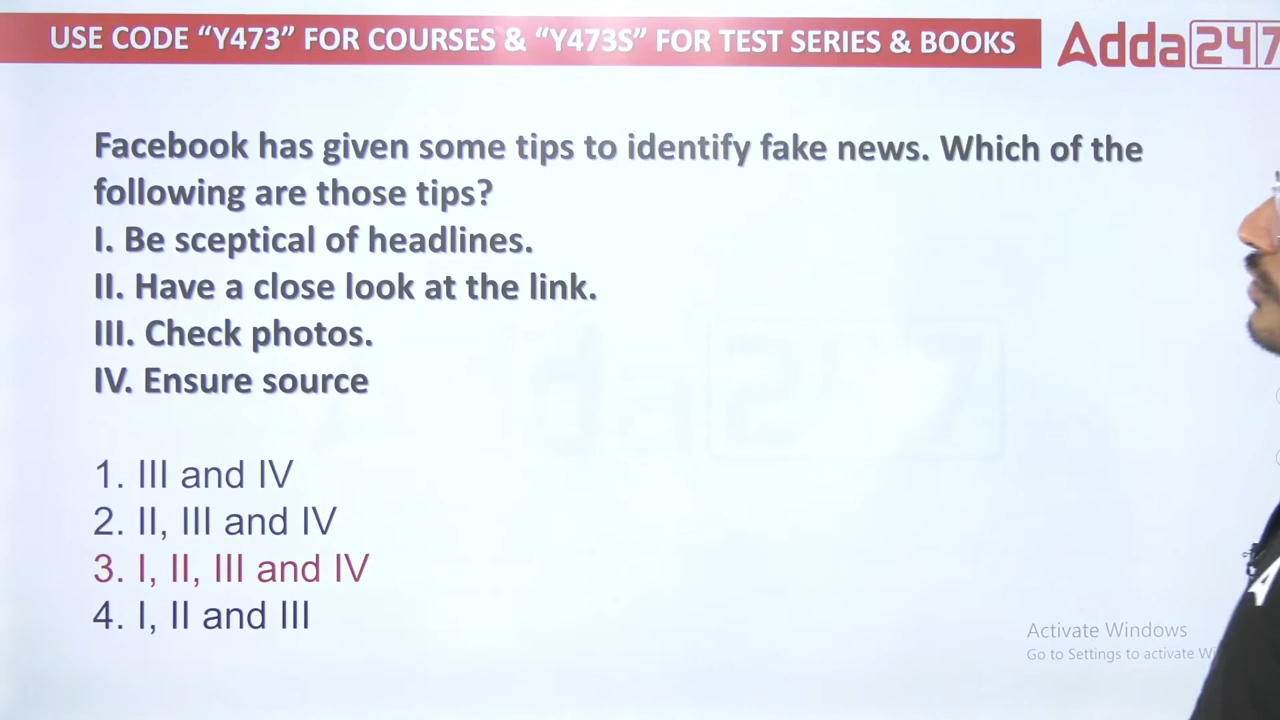 USE CODE “Y473” FOR COURSES & “Y473S” FOR TEST SERIES & BOOKS
Adda247
Facebook has given some tips to identify fake news. Which of the
following are those tips?
I. Be sceptical of headlines.
II. Have a close look at the link.
III. Check photos.
IV. Ensure source
1. III and IV
2. II, III and IV
3. I, II, III and IV
4. I, II and III
Activate Windows
Go to Settings to activate